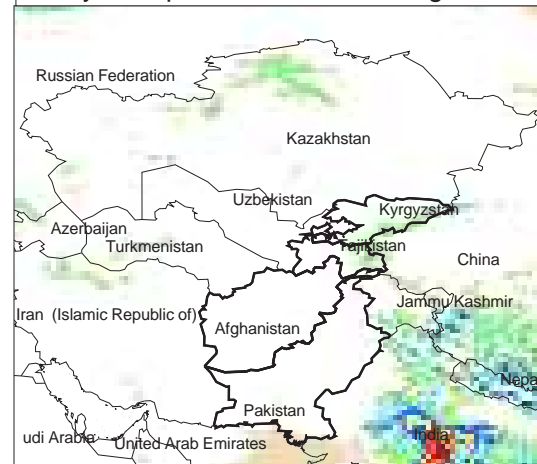 Russian Federation
Kazakhstan
Uzbekistan
Kyrgyzstan
Azerbaijan
Turkmenistan
Tajikistan
China
Jammu/Kashmir
Iran (Islamic Republic of)
Afghanistan
Nepa
Pakistan
udi Arabia
United Arab Emirates
India